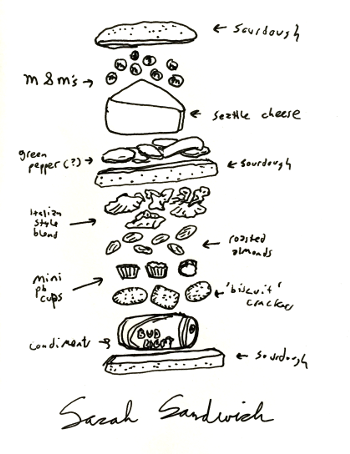 Sourdough
M & M's
Seattle cheese
green
pepper (?)
Sourdough
Italian
Style
blend
roasted
almonds
mini
pb
cups
'biscuit'
cracker
condiment
BUD
LIGHT
Sourdough
Sarah Sandwich